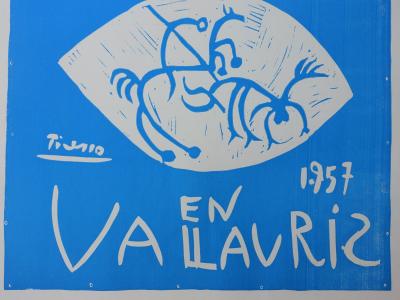 Picasso
1957
EN
VALLAURIS